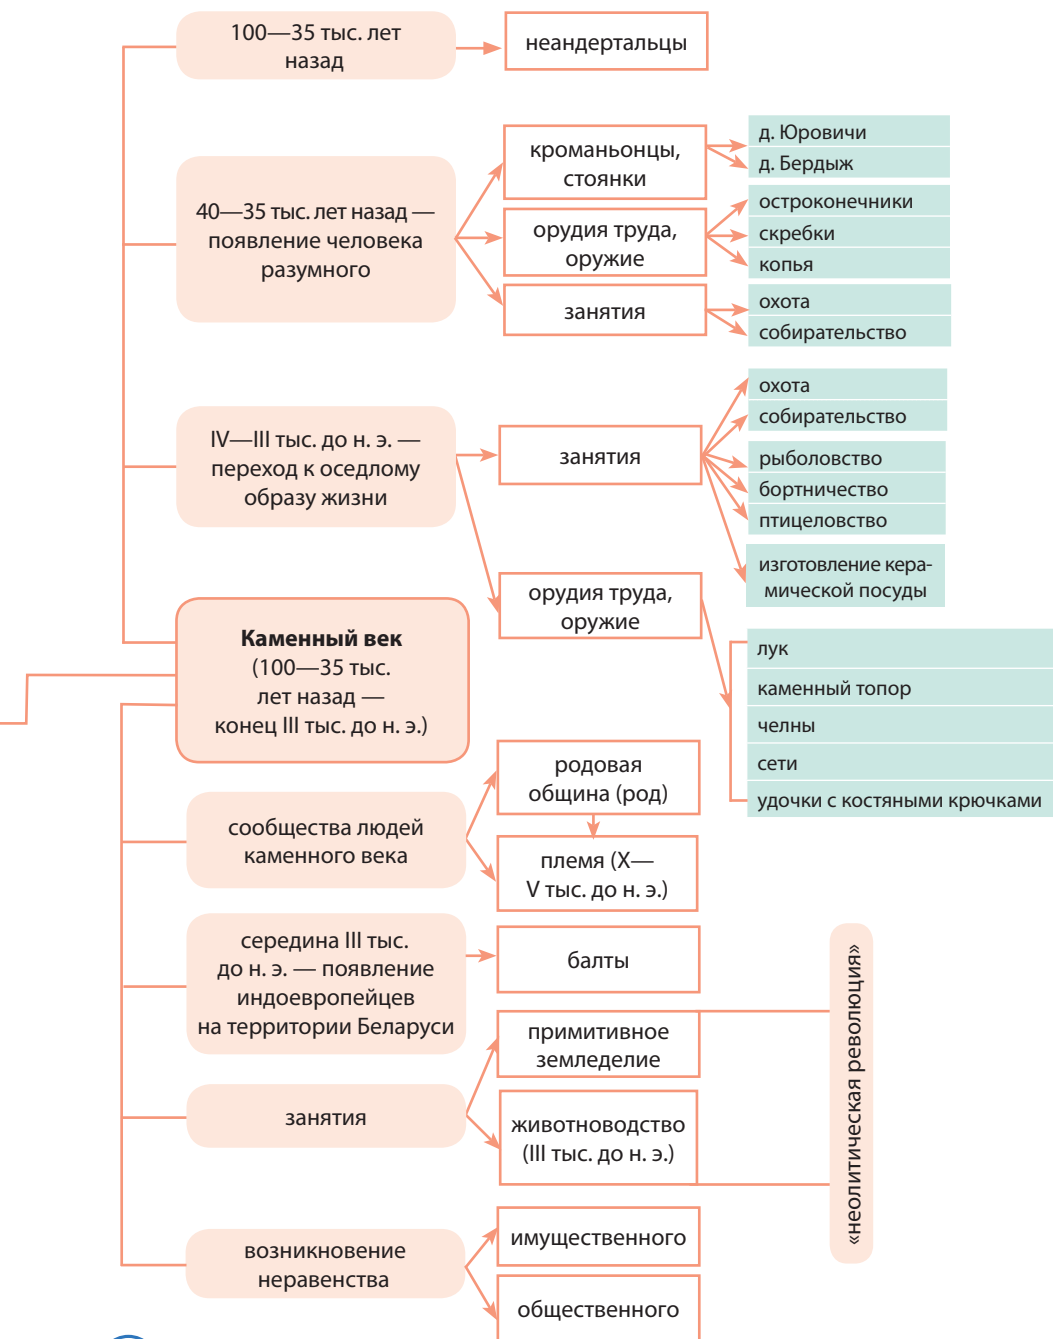 100—35 тыс. лет
назад
неандертальцы
40—35 тыс. лет назад —
появление человека
разумного
кроманьонцы,
стоянки
д. Юровичи
д. Бердыж
орудия труда,
оружие
остроконечники
скребки
копья
занятия
охота
собирательство
IV—III тыс. до н. э. —
переход к оседлому
образу жизни
занятия
охота
собирательство
рыболовство
бортничество
птицеловство
изготовление кера-
мической посуды
орудия труда,
оружие
лук
каменный топор
челны
сети
удочки с костяными крючками
Каменный век
(100—35 тыс.
лет назад —
конец III тыс. до н. э.)
сообщества людей
каменного века
родовая
община (род)
племя (X—
V тыс. до н. э.)
середина III тыс.
до н. э. — появление
индоевропейцев
на территории Беларуси
балты
занятия
примитивное
земледелие
животноводство
(III тыс. до н. э.)
«неолитическая революция»
возникновение
неравенства
имущественного
общественного